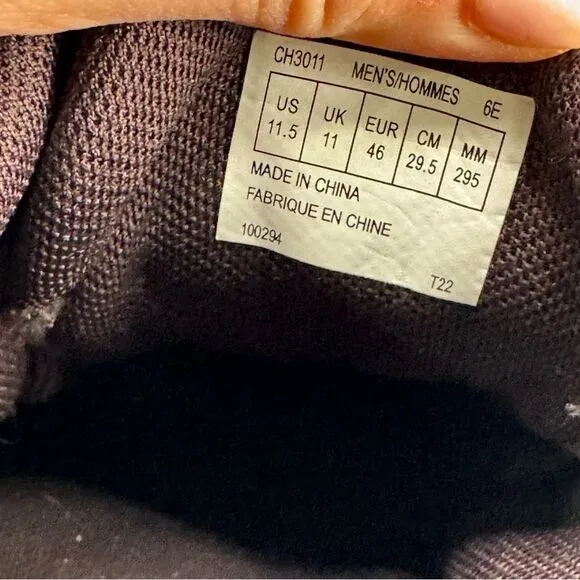 CH3011 MEN'S/HOMMES 6E
US UK EUR CM MM
11.5 11 46 29.5 295
MADE IN CHINA
FABRIQUE EN CHINE
100294 T22